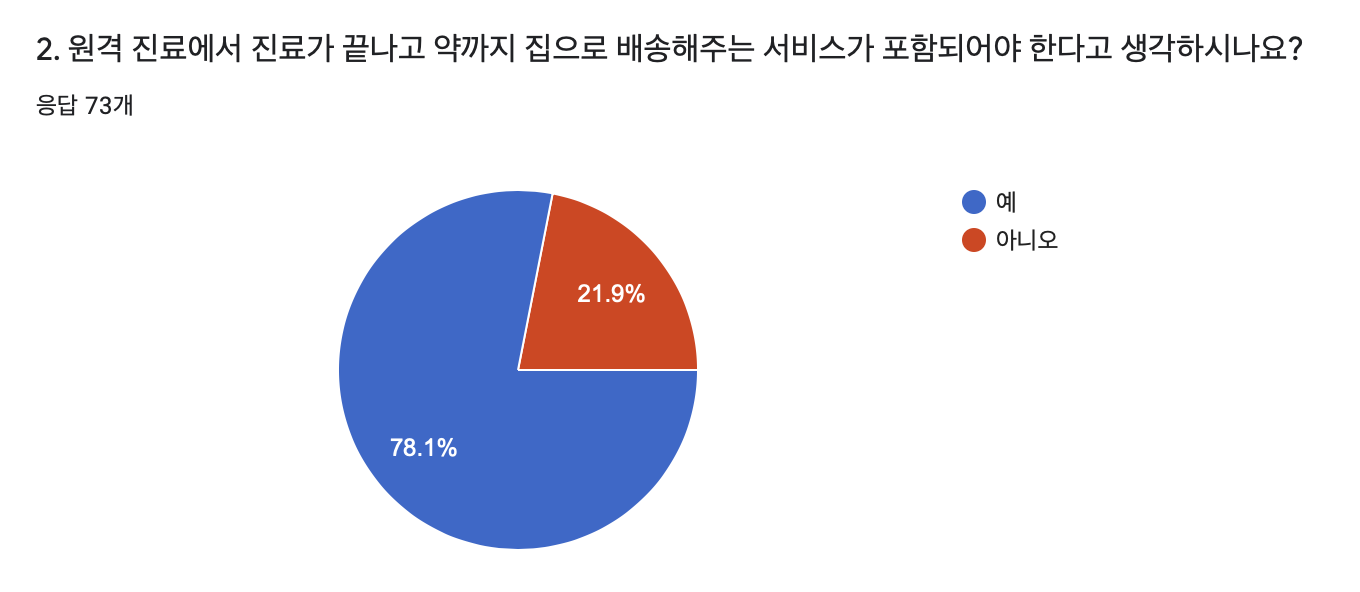 2. 원격 진료에서 진료가 끝나고 약까지 집으로 배송해주는 서비스가 포함되어야 한다고 생각하시나요?
응답 73개
예
아니오
21.9%
78.1%